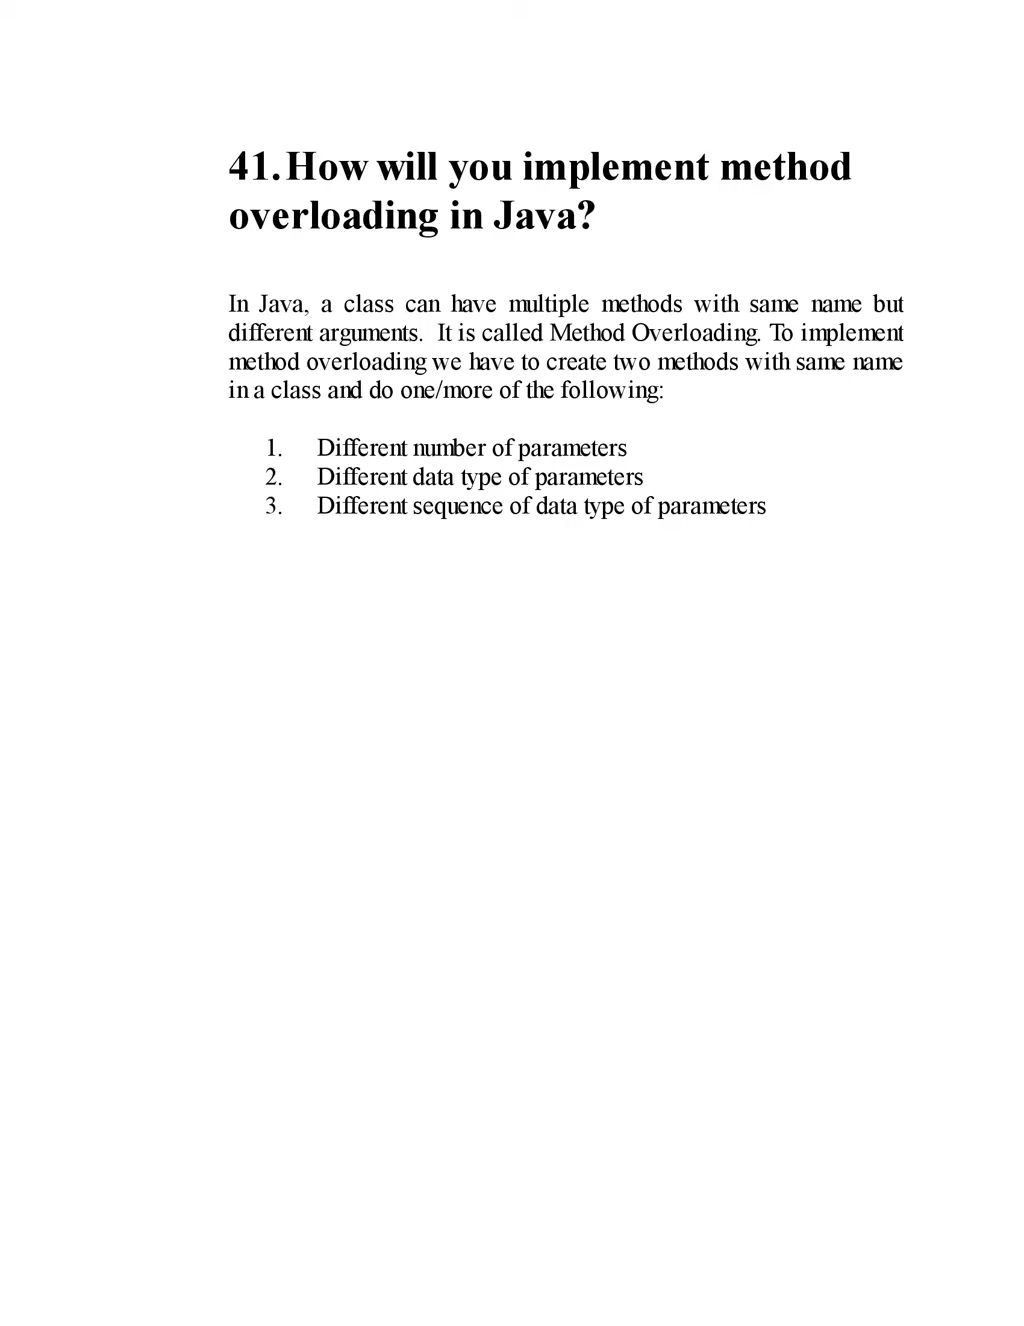 41. How will you implement method
overloading in Java?
In Java, a class can have multiple methods with same name but
different arguments. It is called Method Overloading. To implement
method overloading we have to create two methods with same name
in a class and do one/more of the following:
1. Different number of parameters
2. Different data type of parameters
3. Different sequence of data type of parameters